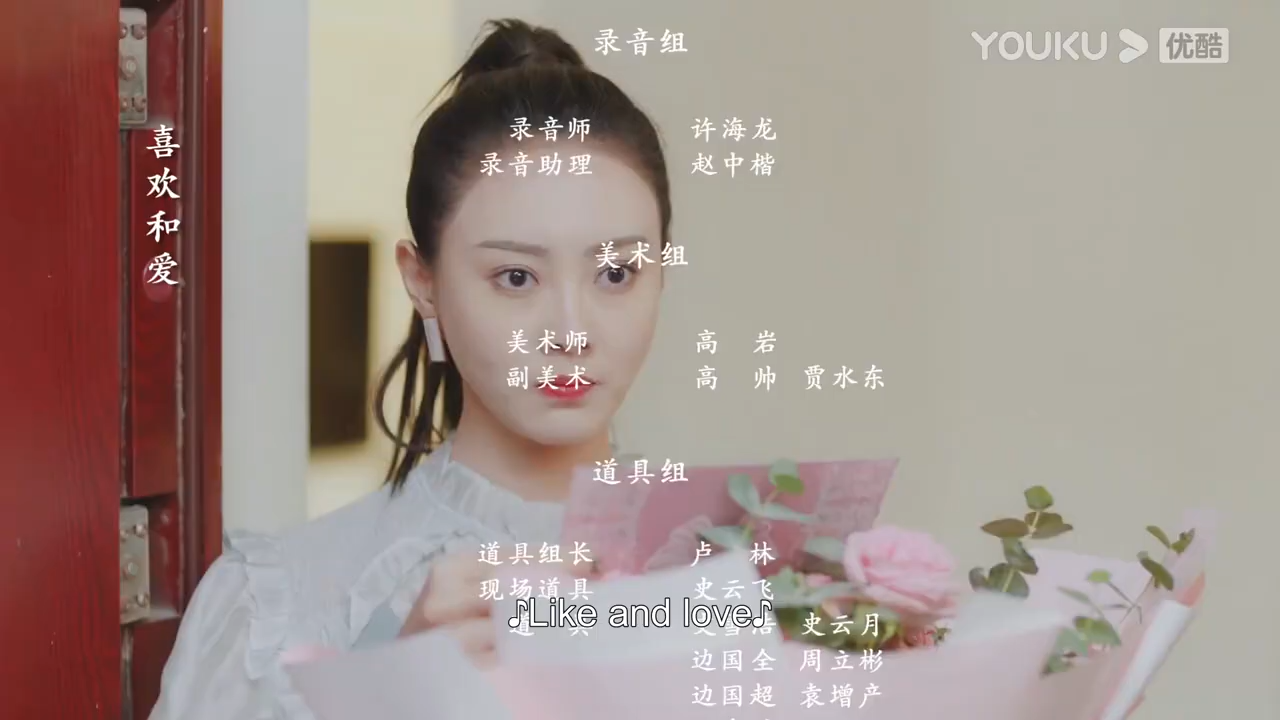 YOUKU 优酷
喜欢和爱
录音组
录音师 许海龙
录音助理 赵中楷
美术组
美术师 高 岩
副美术 高 帅 贾水东
道具组
道具组长 卢 林
现场道具 史云飞
♪Like and love♪
道 具 史云月
边国全 周立彬
边国超 袁增产